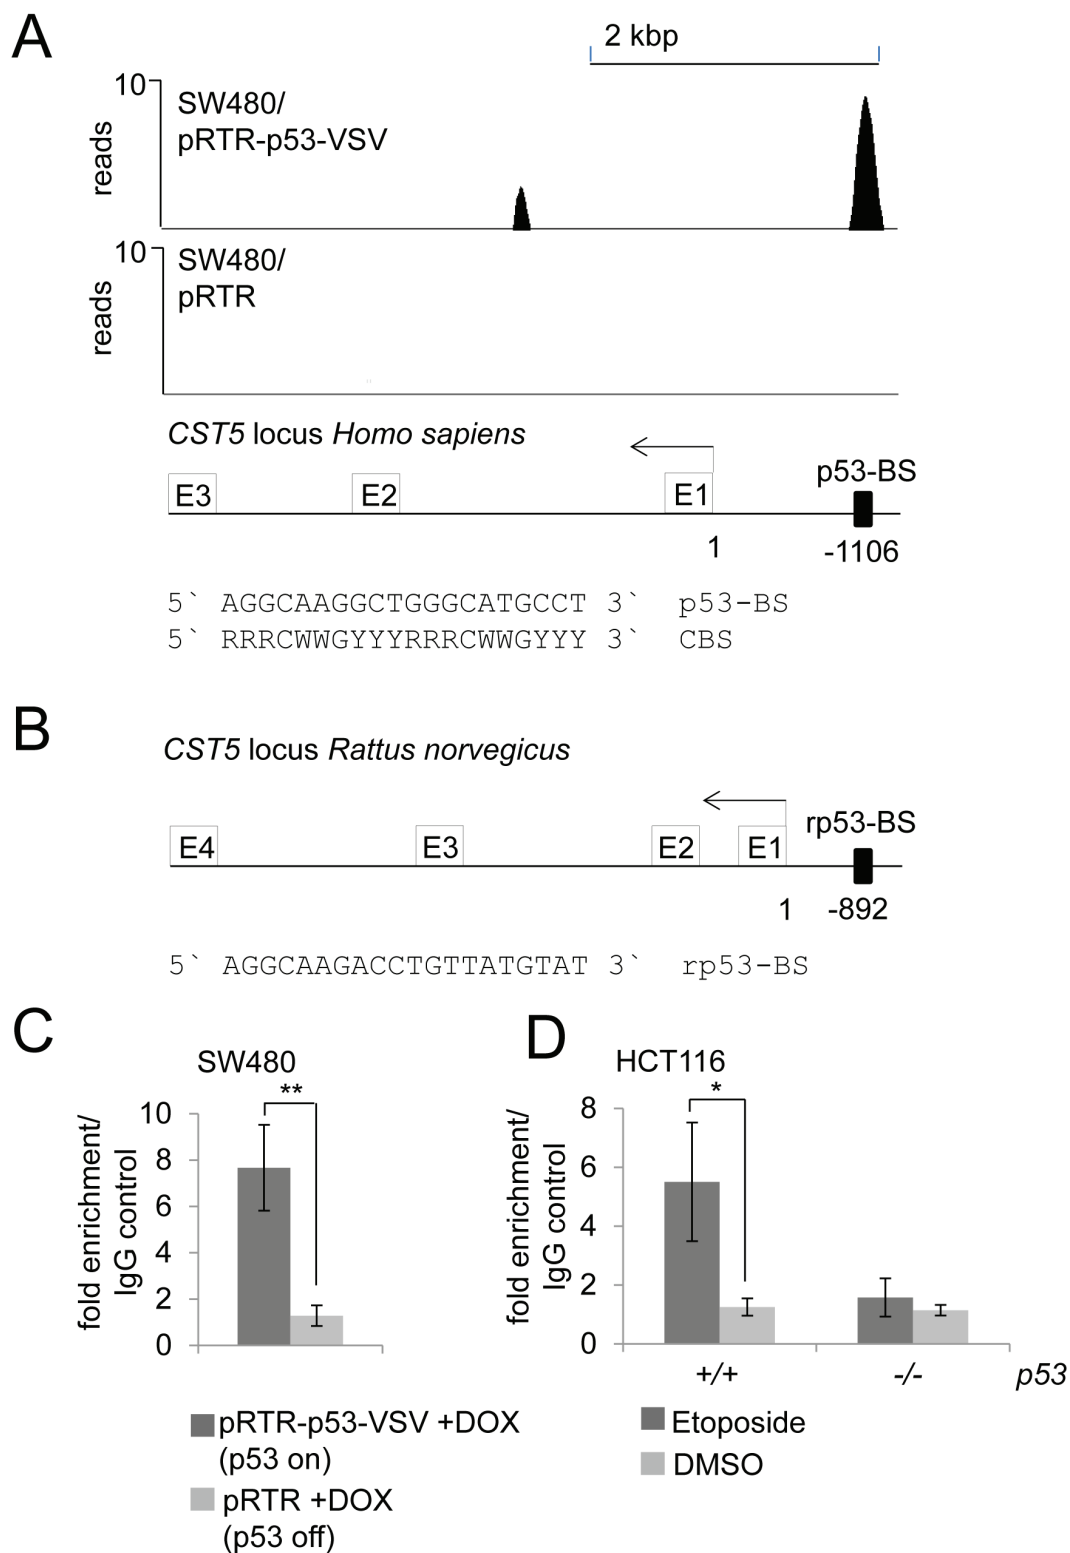 A
2 kbp
10
SW480/
pRTR-p53-VSV
reads
10
SW480/
pRTR
reads
CST5 locus Homo sapiens
p53-BS
E3 E2 E1
1 -1106
5` AGGCAAGGCTGGGCATGCCT 3` p53-BS
5` RRRCWWGYYYRRRCWWGYYY 3` CBS
B
CST5 locus Rattus norvegicus
rp53-BS
E4 E3 E2 E1
1 -892
5` AGGCAAGACCTGTTATGTAT 3` rp53-BS
C
SW480
**
fold enrichment/
IgG control
10
8
6
4
2
0
pRTR-p53-VSV +DOX
(p53 on)
pRTR +DOX
(p53 off)
D
HCT116
*
fold enrichment/
IgG control
8
6
4
2
0
+/+ -/- p53
Etoposide
DMSO